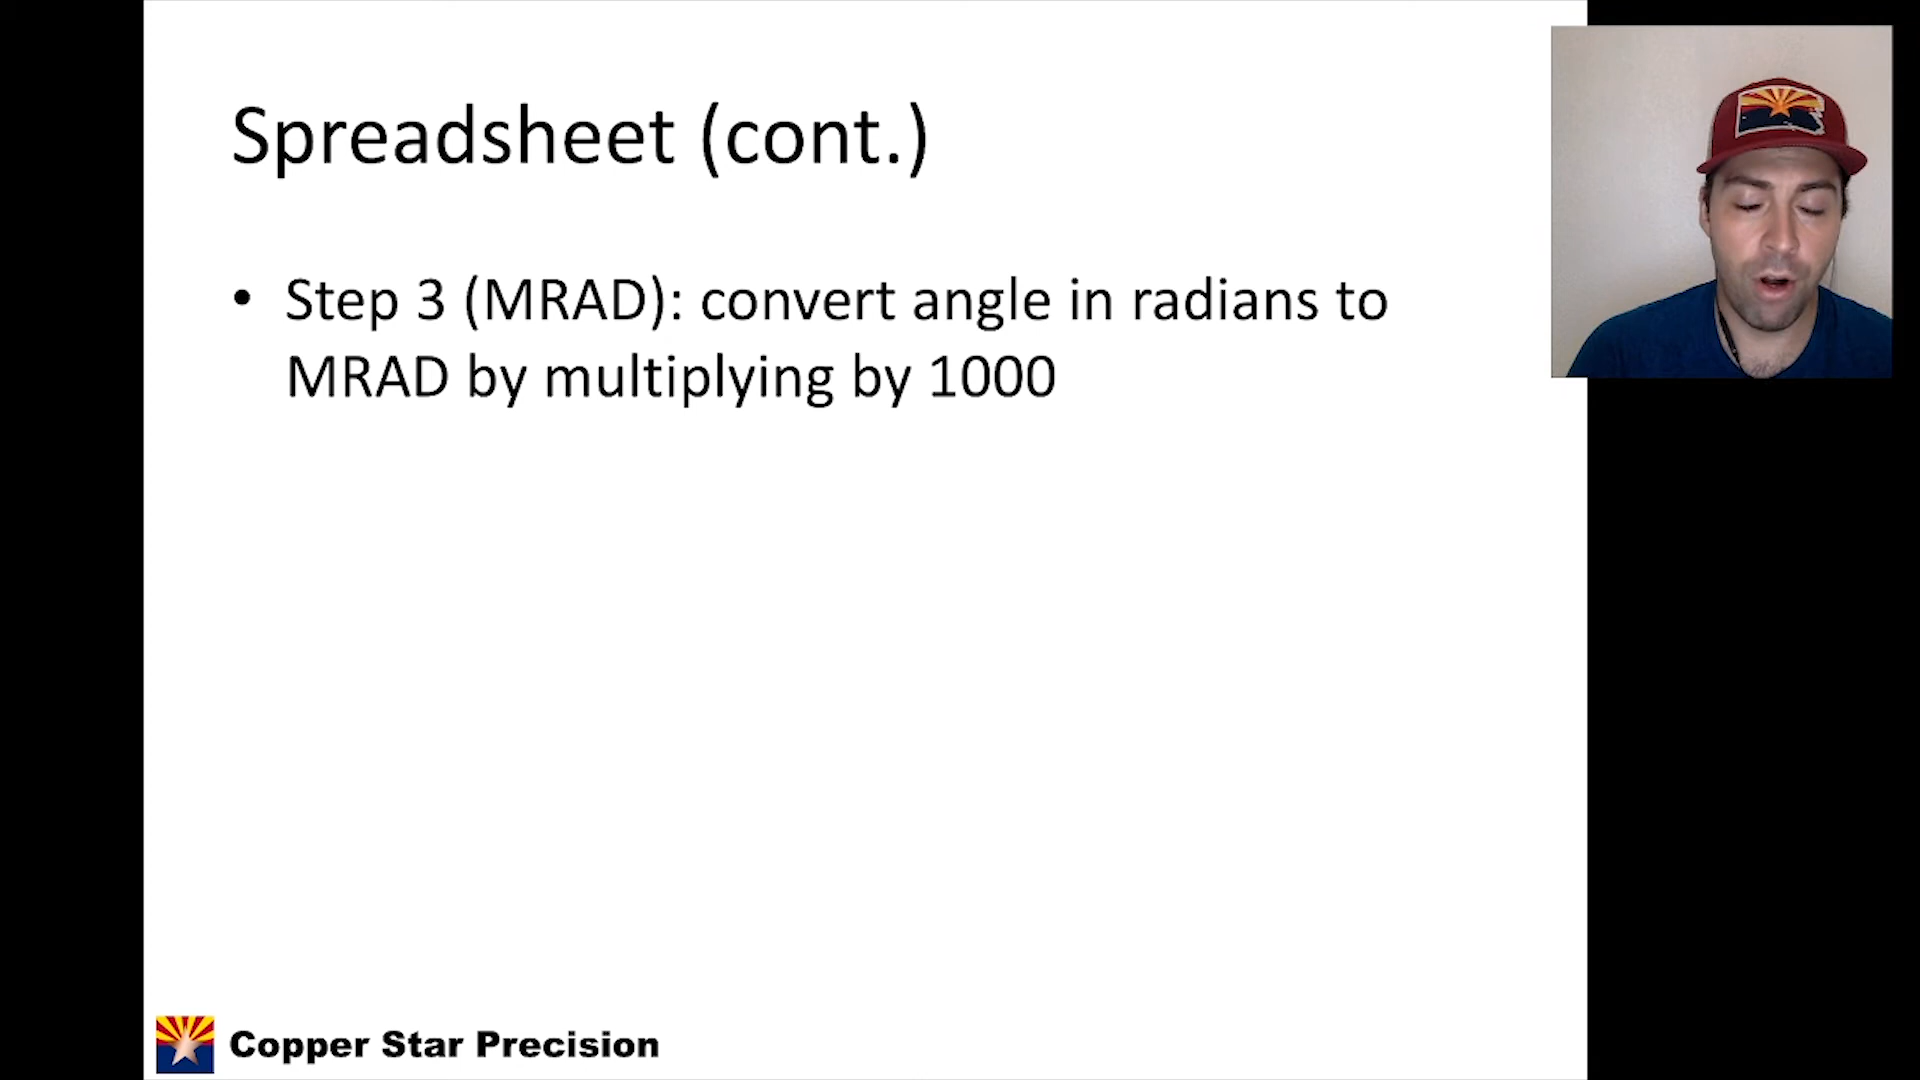 Spreadsheet (cont.)
• Step 3 (MRAD): convert angle in radians to
MRAD by multiplying by 1000
Copper Star Precision